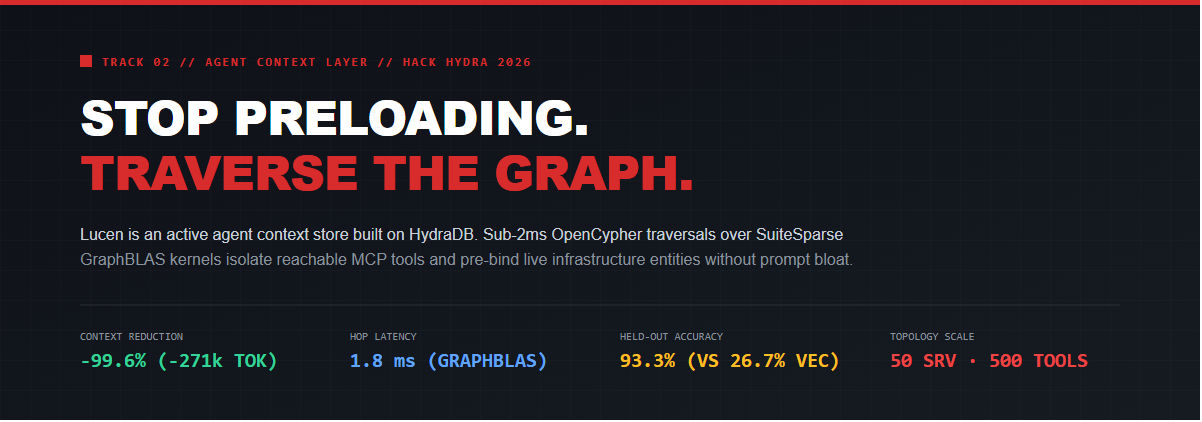 TRACK 02 // AGENT CONTEXT LAYER // HACK HYDRA 2026
STOP PRELOADING.
TRAVERSE THE GRAPH.
Lucen is an active agent context store built on HydraDB. Sub-2ms OpenCypher traversals over SuiteSparse
GraphBLAS kernels isolate reachable MCP tools and pre-bind live infrastructure entities without prompt bloat.
CONTEXT REDUCTION
-99.6% (-271k TOK)
HOP LATENCY
1.8 ms (GRAPHBLAS)
HELD-OUT ACCURACY
93.3% (VS 26.7% VEC)
TOPOLOGY SCALE
50 SRV · 500 TOOLS